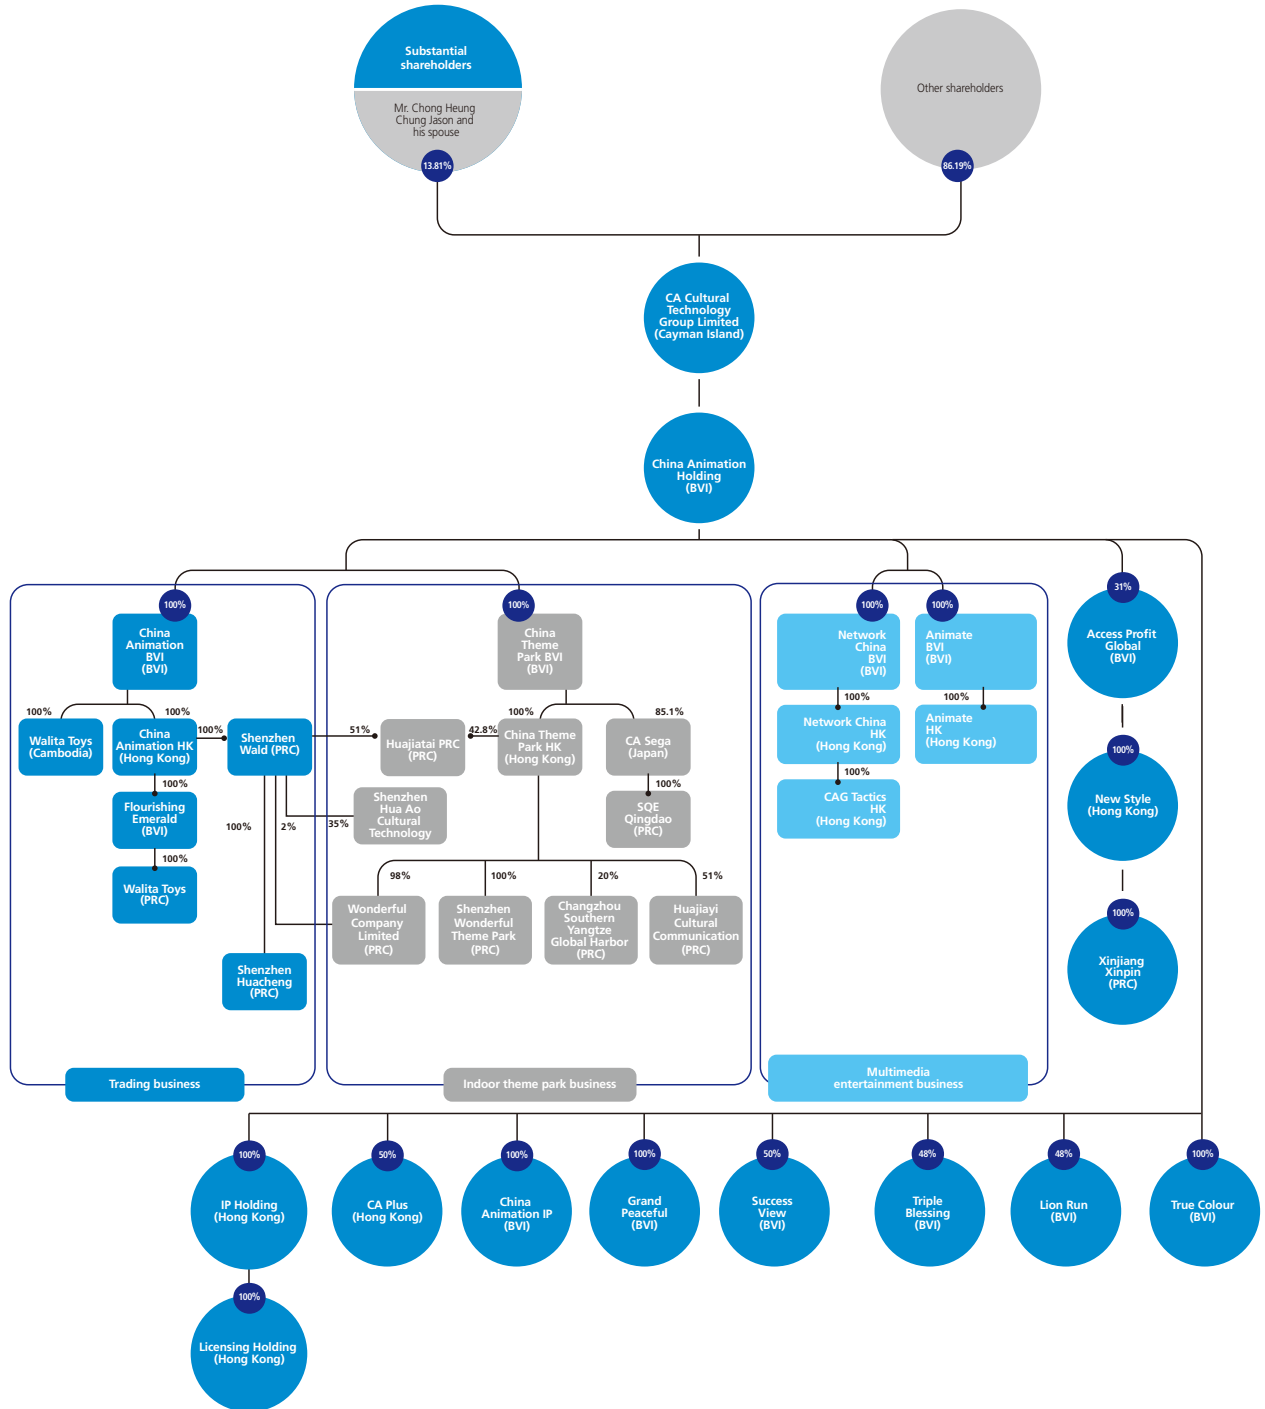 Substantial
shareholders
Mr. Chong Heung
Chung Jason and
his spouse
13.81%
Other shareholders
86.19%
CA Cultural
Technology
Group Limited
(Cayman Island)
China Animation
Holding
(BVI)
100%
China
Animation
BVI
(BVI)
100%
Walita Toys
(Cambodia)
100%
China
Animation HK
(Hong Kong)
100%
Shenzhen
Wald (PRC)
100%
Flourishing
Emerald
(BVI)
100%
Walita Toys
(PRC)
100%
2%
35%
Shenzhen
Huacheng
(PRC)
Trading business
100%
China
Theme
Park BVI
(BVI)
51%
Huajiatai PRC
(PRC)
42.8%
100%
China Theme
Park HK
(Hong Kong)
85.1%
CA Sega
(Japan)
Shenzhen
Hua Ao
Cultural
Technology
100%
SQE
Qingdao
(PRC)
98%
Wonderful
Company
Limited
(PRC)
100%
Shenzhen
Wonderful
Theme Park
(PRC)
20%
Changzhou
Southern
Yangtze
Global Harbor
(PRC)
51%
Huajiayi
Cultural
Communication
(PRC)
Indoor theme park business
100%
Network
China
BVI
(BVI)
100%
Network China
HK
(Hong Kong)
100%
CAG Tactics
HK
(Hong Kong)
100%
Animate
BVI
(BVI)
100%
Animate
HK
(Hong Kong)
Multimedia
entertainment business
31%
Access Profit
Global
(BVI)
100%
New Style
(Hong Kong)
100%
Xinjiang
Xinpin
(PRC)
100%
IP Holding
(Hong Kong)
50%
CA Plus
(Hong Kong)
100%
China
Animation IP
(BVI)
100%
Grand
Peaceful
(BVI)
50%
Success
View
(BVI)
48%
Triple
Blessing
(BVI)
48%
Lion Run
(BVI)
100%
True Colour
(BVI)
100%
Licensing Holding
(Hong Kong)